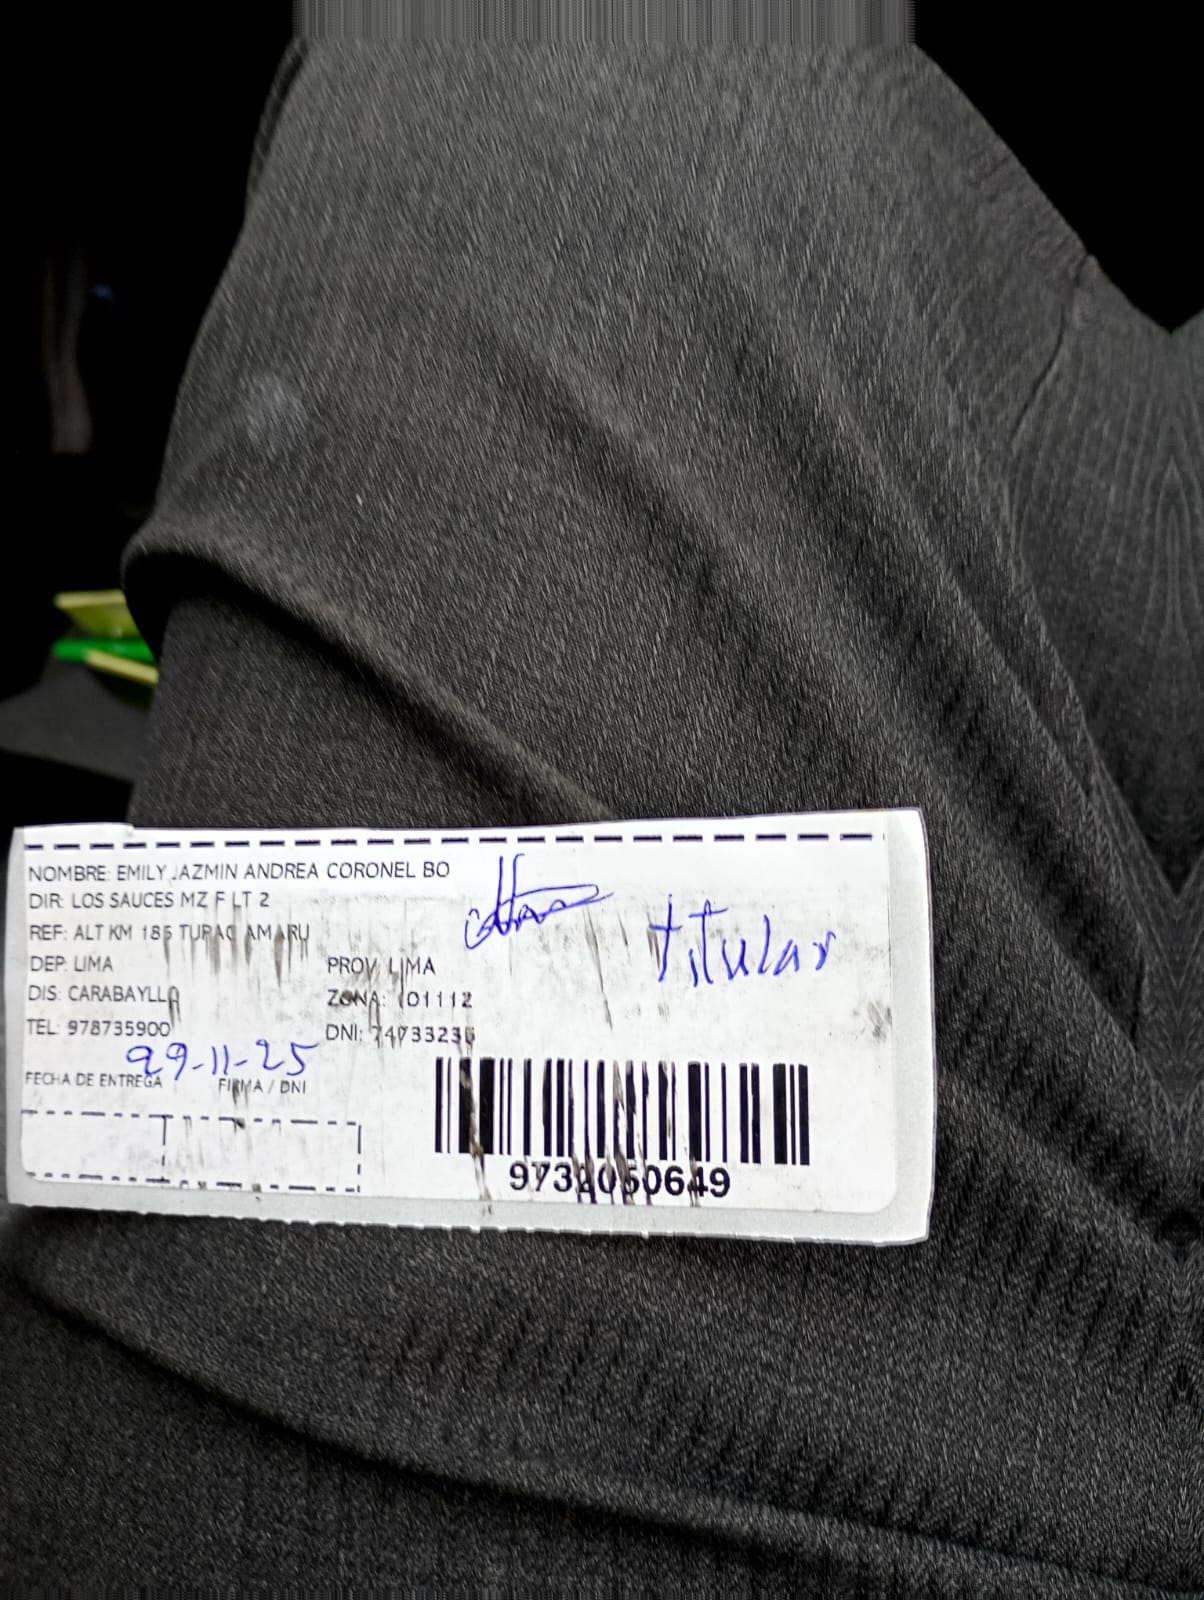 NOMBRE: EMILY JAZMIN ANDREA CORONEL BO
DIR: LOS SAUCES MZ F LT 2
REF: ALT KM 185 TUPAC AMARU
DEP: LIMA PROV: LIMA
DIS: CARABAYLLO ZONA: 101112
TEL: 978735900 DNI:
titular
29-11-25
FECHA DE ENTREGA FIRMA / DNI